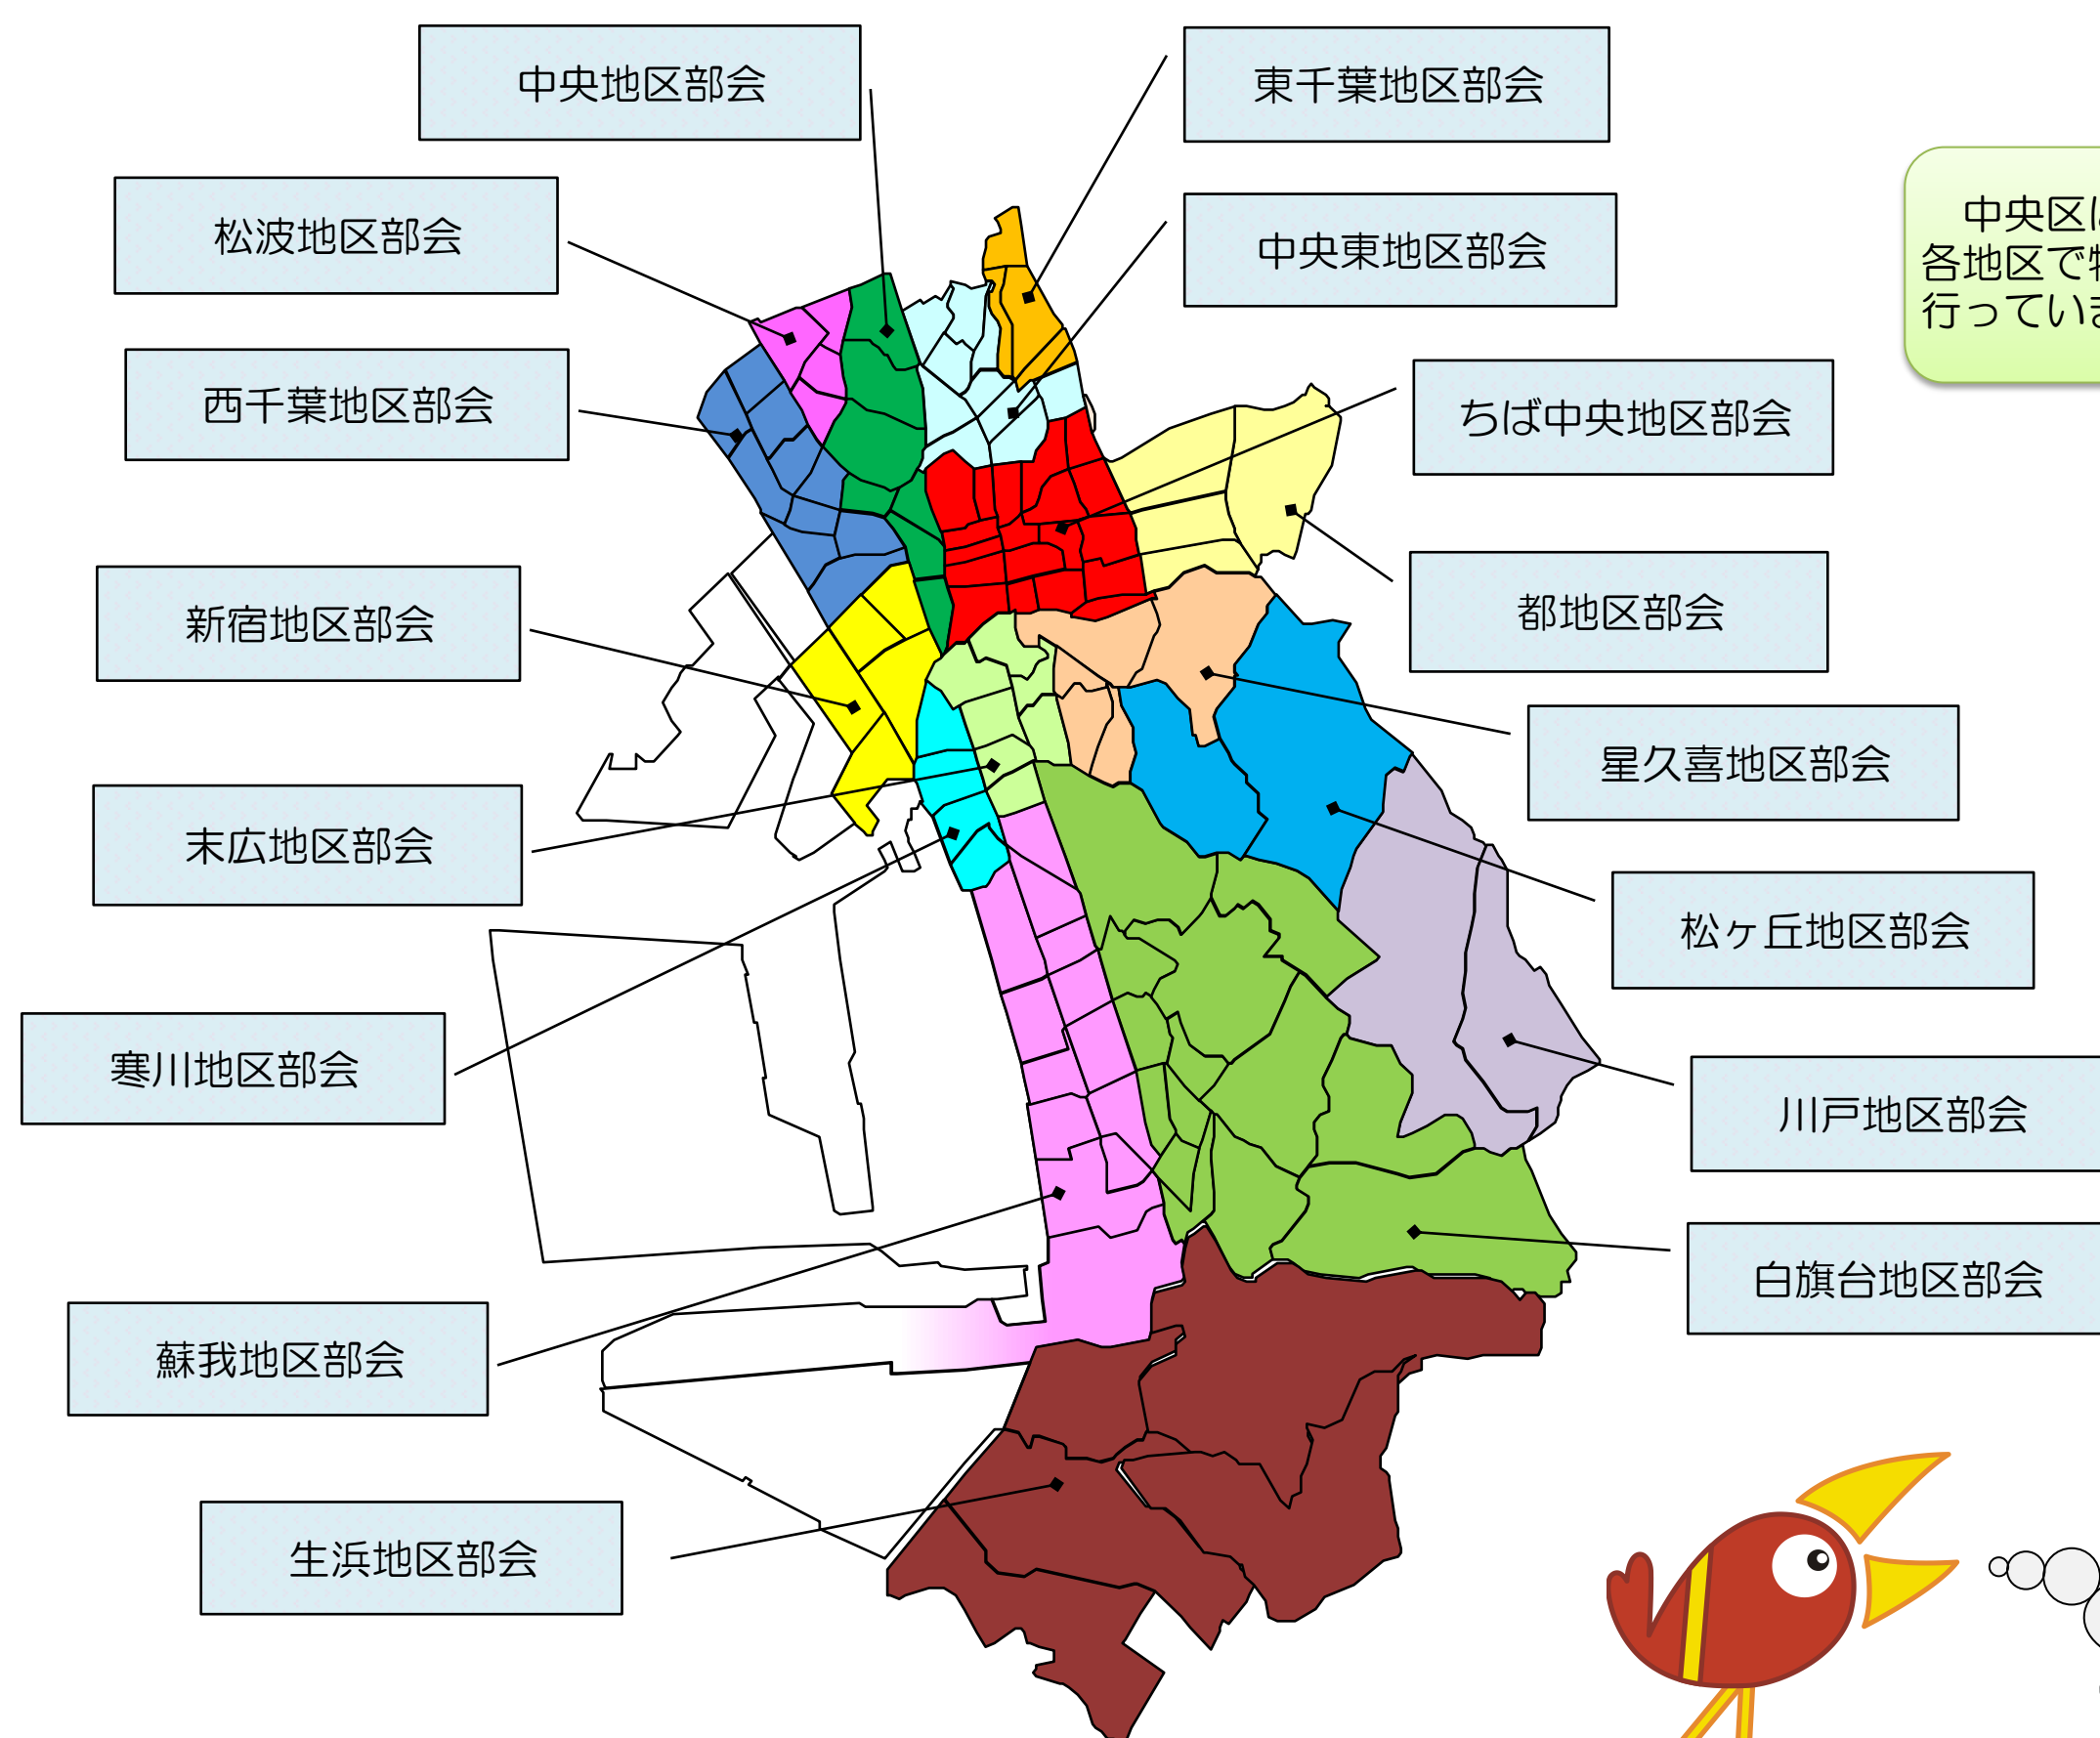 中央地区部会
東千葉地区部会
松波地区部会
中央東地区部会
中央区
各地区で
行ってい
西千葉地区部会
ちば中央地区部会
新宿地区部会
都地区部会
星久喜地区部会
末広地区部会
松ヶ丘地区部会
寒川地区部会
川戸地区部会
白旗台地区部会
蘇我地区部会
生浜地区部会